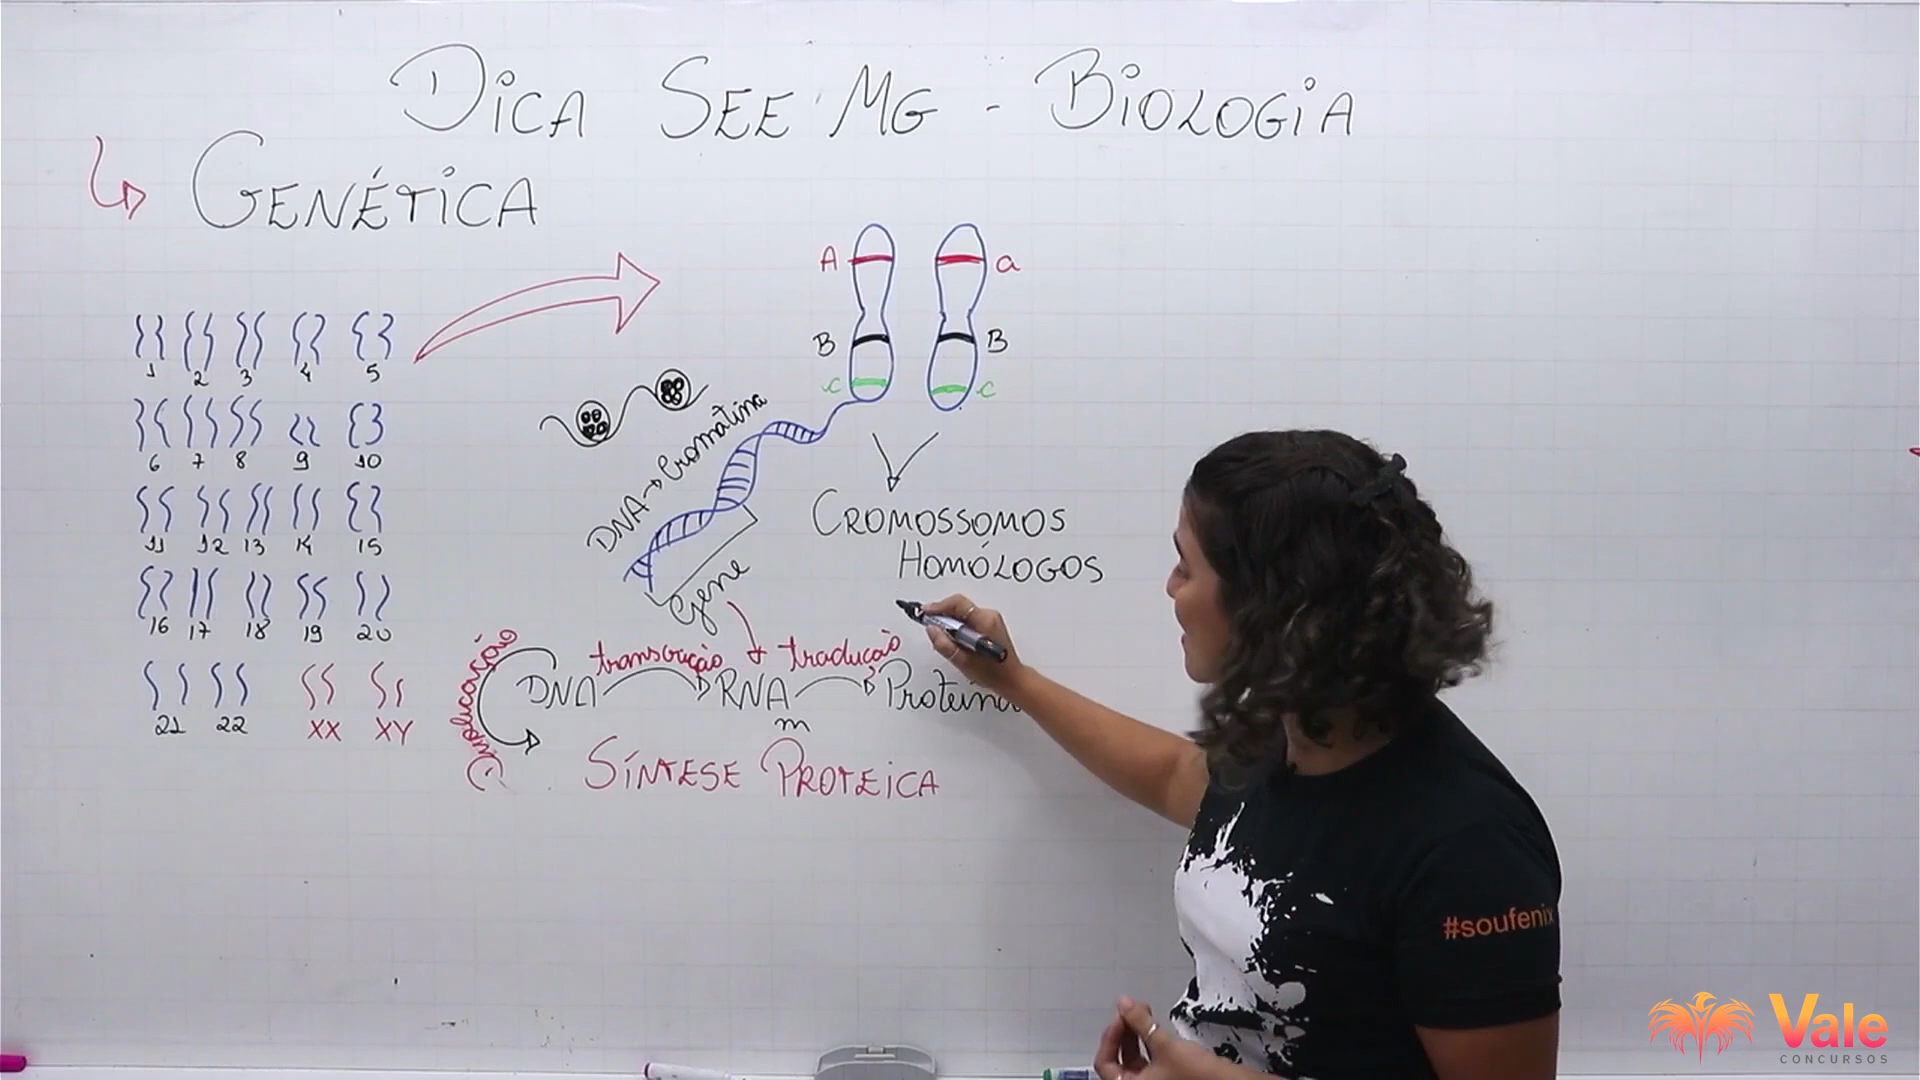 DICA SEE MG - BIOLOGIA
GENÉTICA
A a
B B
c c
1 2 3 4 5
6 7 8 9 10
11 12 13 14 15
16 17 18 19 20
21 22 XX XY
DNA → Cromatina
Gene
CROMOSSOMOS
HOMÓLOGOS
Duplicação
transcrição tradução
DNA RNA Proteína
m
SÍNTESE PROTEICA
#soufenix
Vale
CONCURSOS